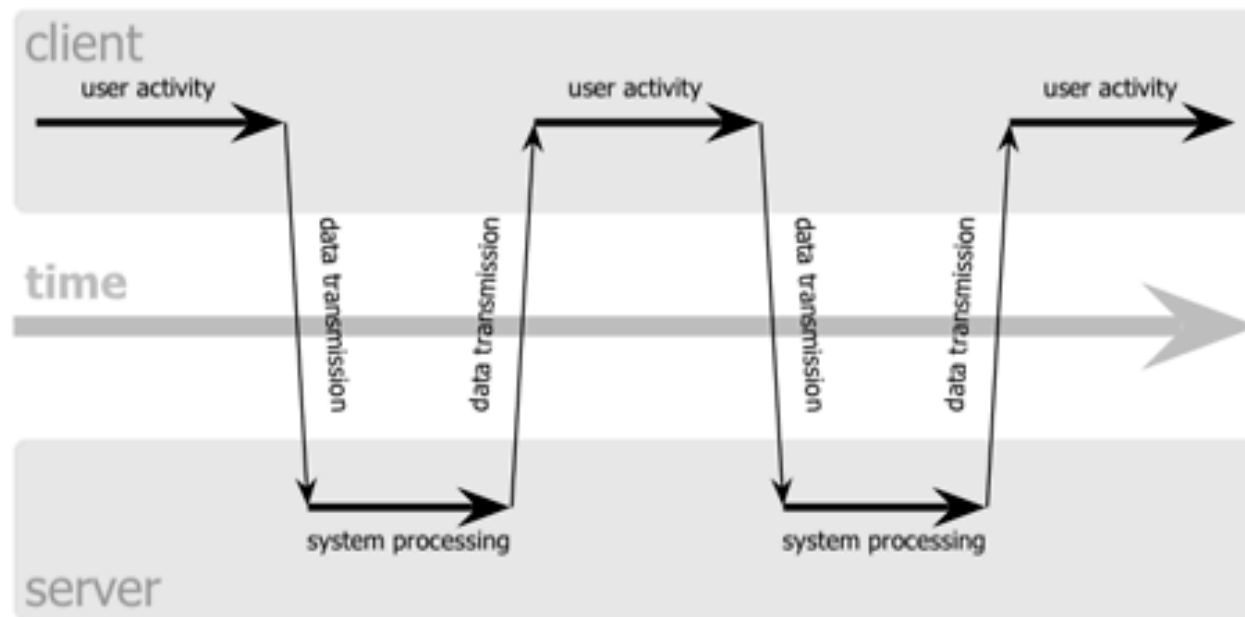 client
user activity
user activity
user activity
data transmission
data transmission
data transmission
data transmission
time
system processing
system processing
server